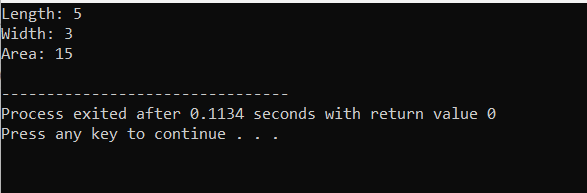 Length: 5
Width: 3
Area: 15
--------------------------------
Process exited after 0.1134 seconds with return value 0
Press any key to continue . . .